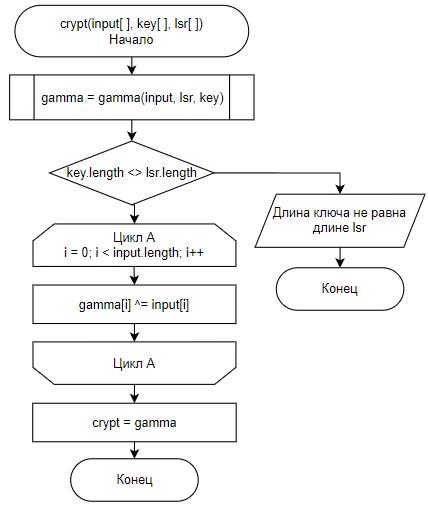 crypt(input[ ], key[ ], lsr[ ])
Начало
gamma = gamma(input, lsr, key)
key.length <> lsr.length
Длина ключа не равна
длине lsr
Конец
Цикл А
i = 0; i < input.length; i++
gamma[i] ^= input[i]
Цикл А
crypt = gamma
Конец